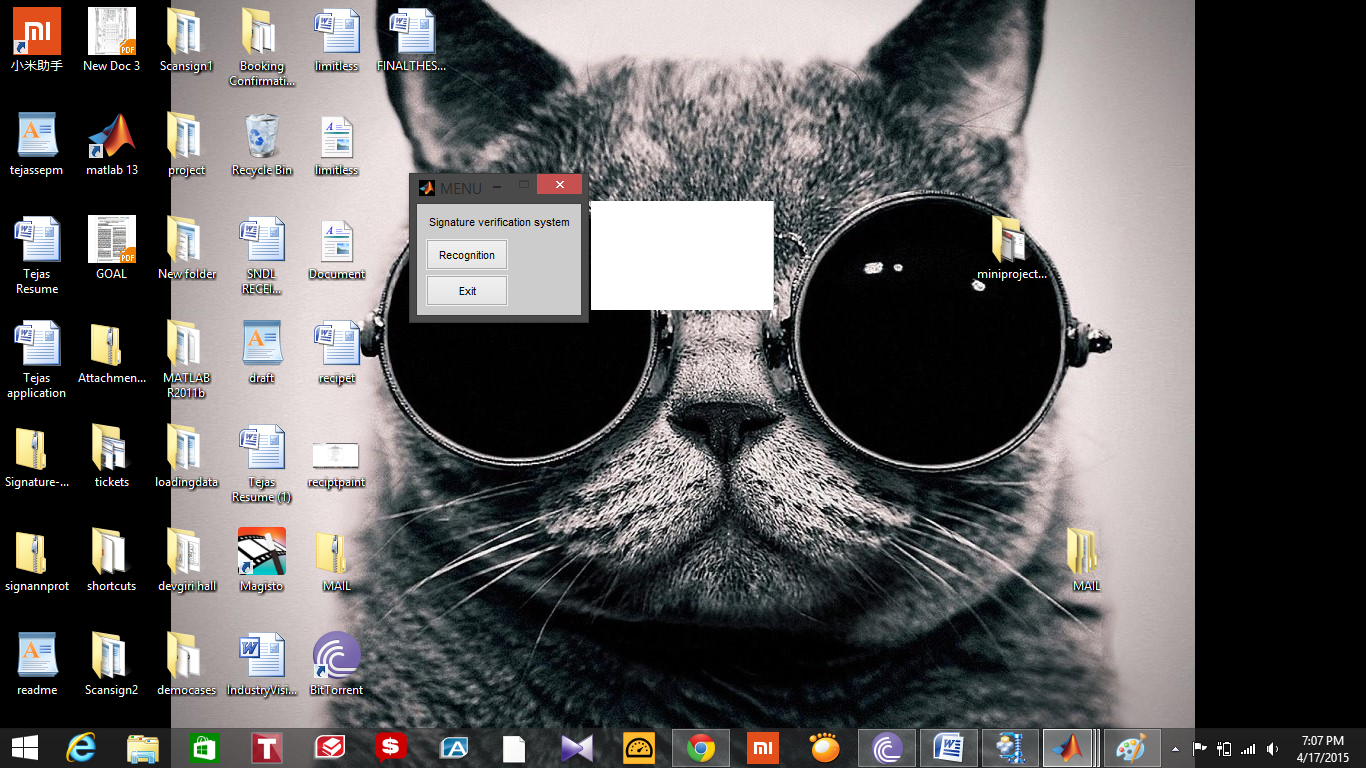 小米助手
New Doc 3
Scansign1
Booking
Confirmati...
limitless
FINALTHES...
tejassepm
matlab 13
project
Recycle Bin
limitless
MENU
Signature verification system
Recognition
Exit
Tejas
Resume
GOAL
New folder
SNDL
RECEI...
Document
miniproject...
Tejas
application
Attachmen...
MATLAB
R2011b
draft
recipet
Signature-...
tickets
loadingdata
Tejas
Resume (1)
reciptpaint
signannprot
shortcuts
devgiri hall
Magisto
MAIL
MAIL
readme
Scansign2
democases
IndustryVisi...
BitTorrent
7:07 PM
4/17/2015